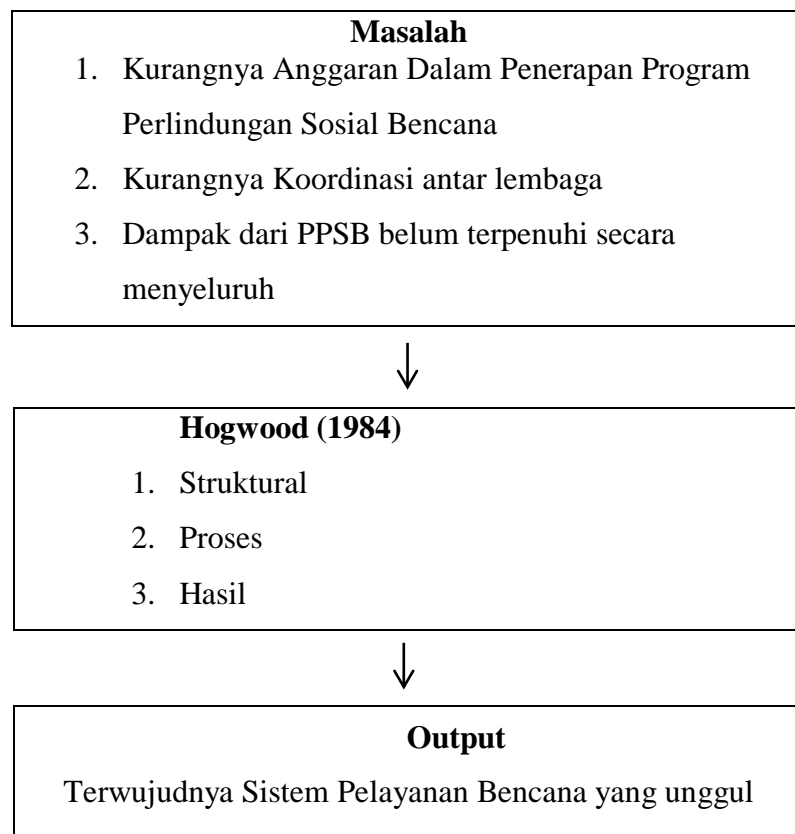 Masalah
1. Kurangnya Anggaran Dalam Penerapan Program
Perlindungan Sosial Bencana
2. Kurangnya Koordinasi antar lembaga
3. Dampak dari PPSB belum terpenuhi secara
menyeluruh
Hogwood (1984)
1. Struktural
2. Proses
3. Hasil
Output
Terwujudnya Sistem Pelayanan Bencana yang unggul